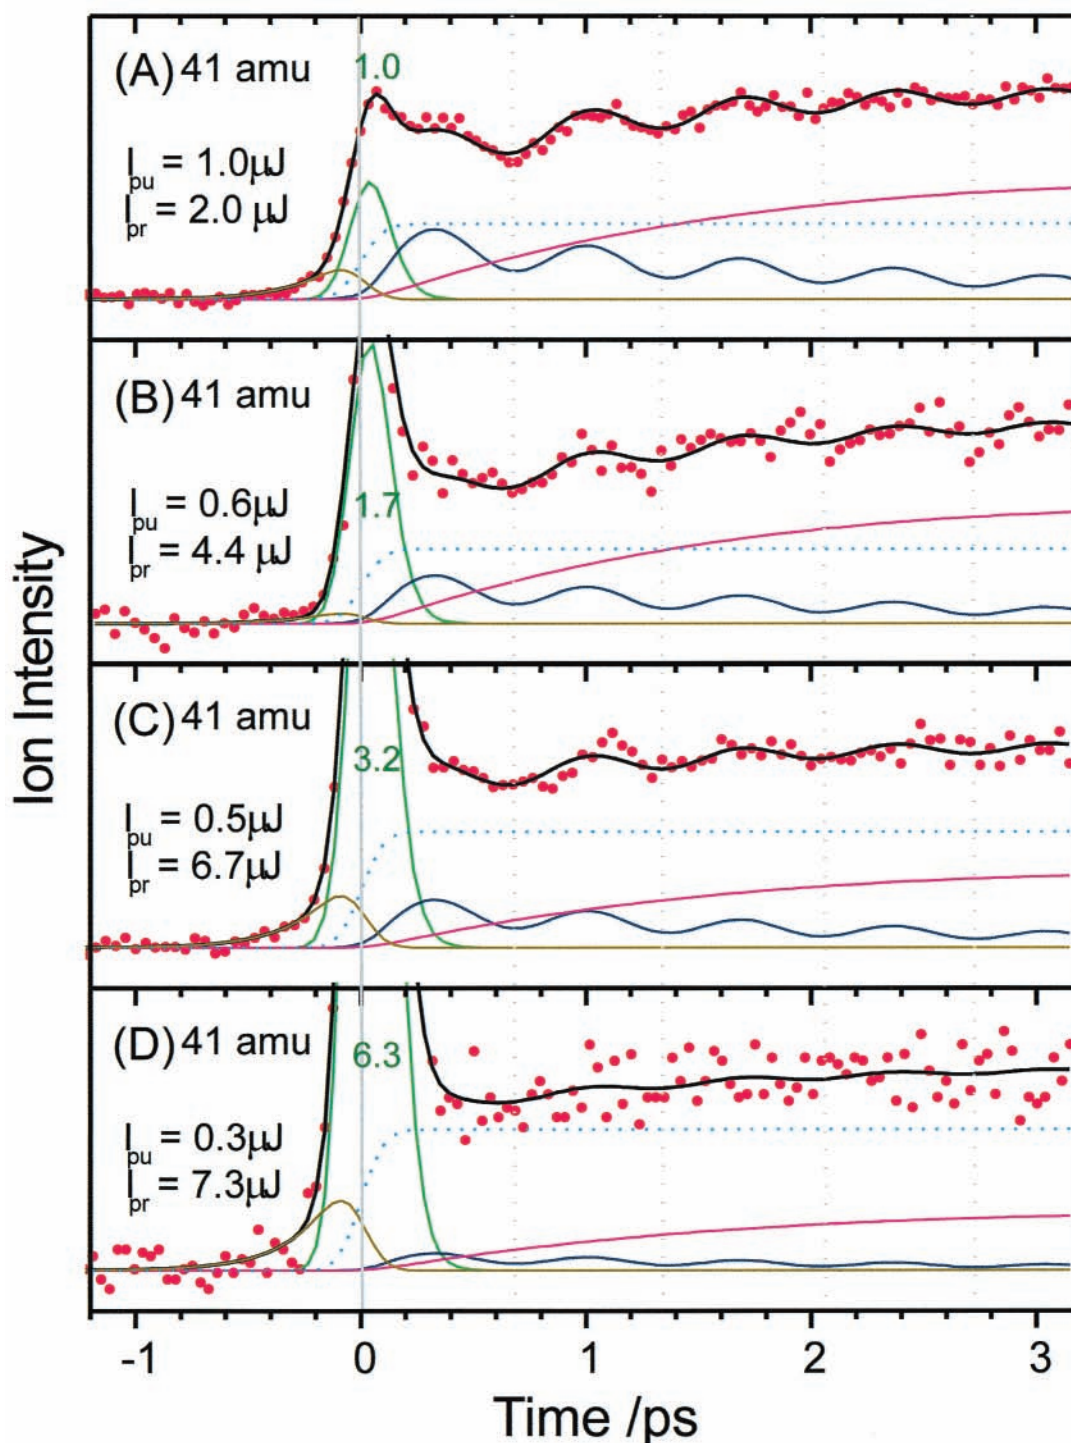 (A) 41 amu
1.0
I_pu = 1.0μJ
I_pr = 2.0 μJ
(B) 41 amu
1.7
I_pu = 0.6μJ
I_pr = 4.4 μJ
(C) 41 amu
3.2
I_pu = 0.5μJ
I_pr = 6.7μJ
(D) 41 amu
6.3
I_pu = 0.3μJ
I_pr = 7.3μJ
Ion Intensity
-1 0 1 2 3
Time /ps